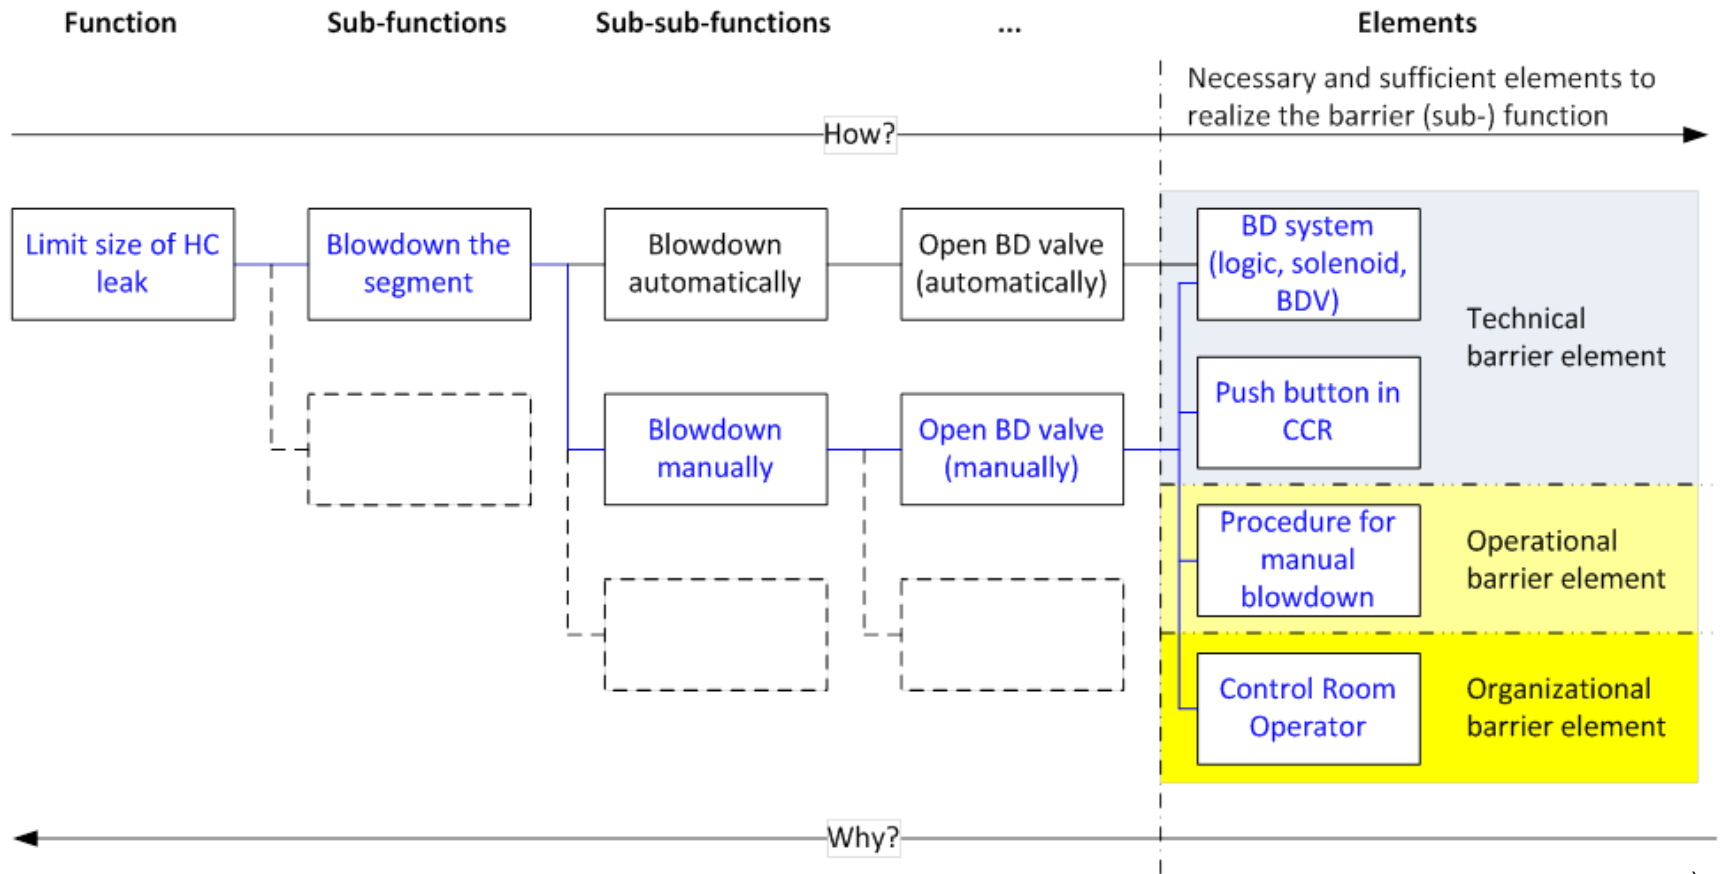 Function
Sub-functions
Sub-sub-functions
...
Elements
Necessary and sufficient elements to
realize the barrier (sub-) function
How?
Limit size of HC
leak
Blowdown the
segment
Blowdown
automatically
Open BD valve
(automatically)
BD system
(logic, solenoid,
BDV)
Technical
barrier element
Push button in
CCR
Blowdown
manually
Open BD valve
(manually)
Procedure for
manual
blowdown
Operational
barrier element
Control Room
Operator
Organizational
barrier element
Why?